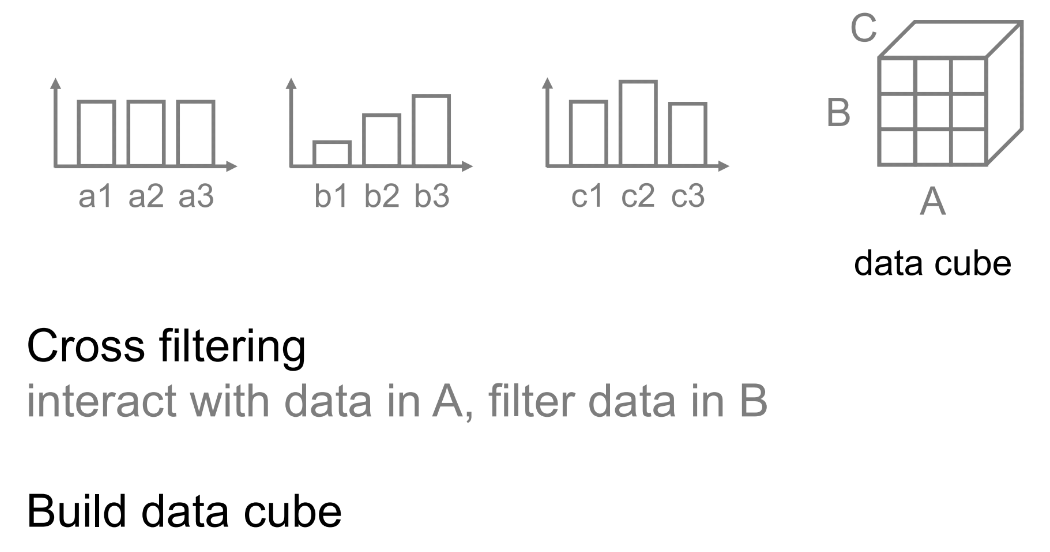 C
B
a1 a2 a3
b1 b2 b3
c1 c2 c3
A
data cube
Cross filtering
interact with data in A, filter data in B
Build data cube